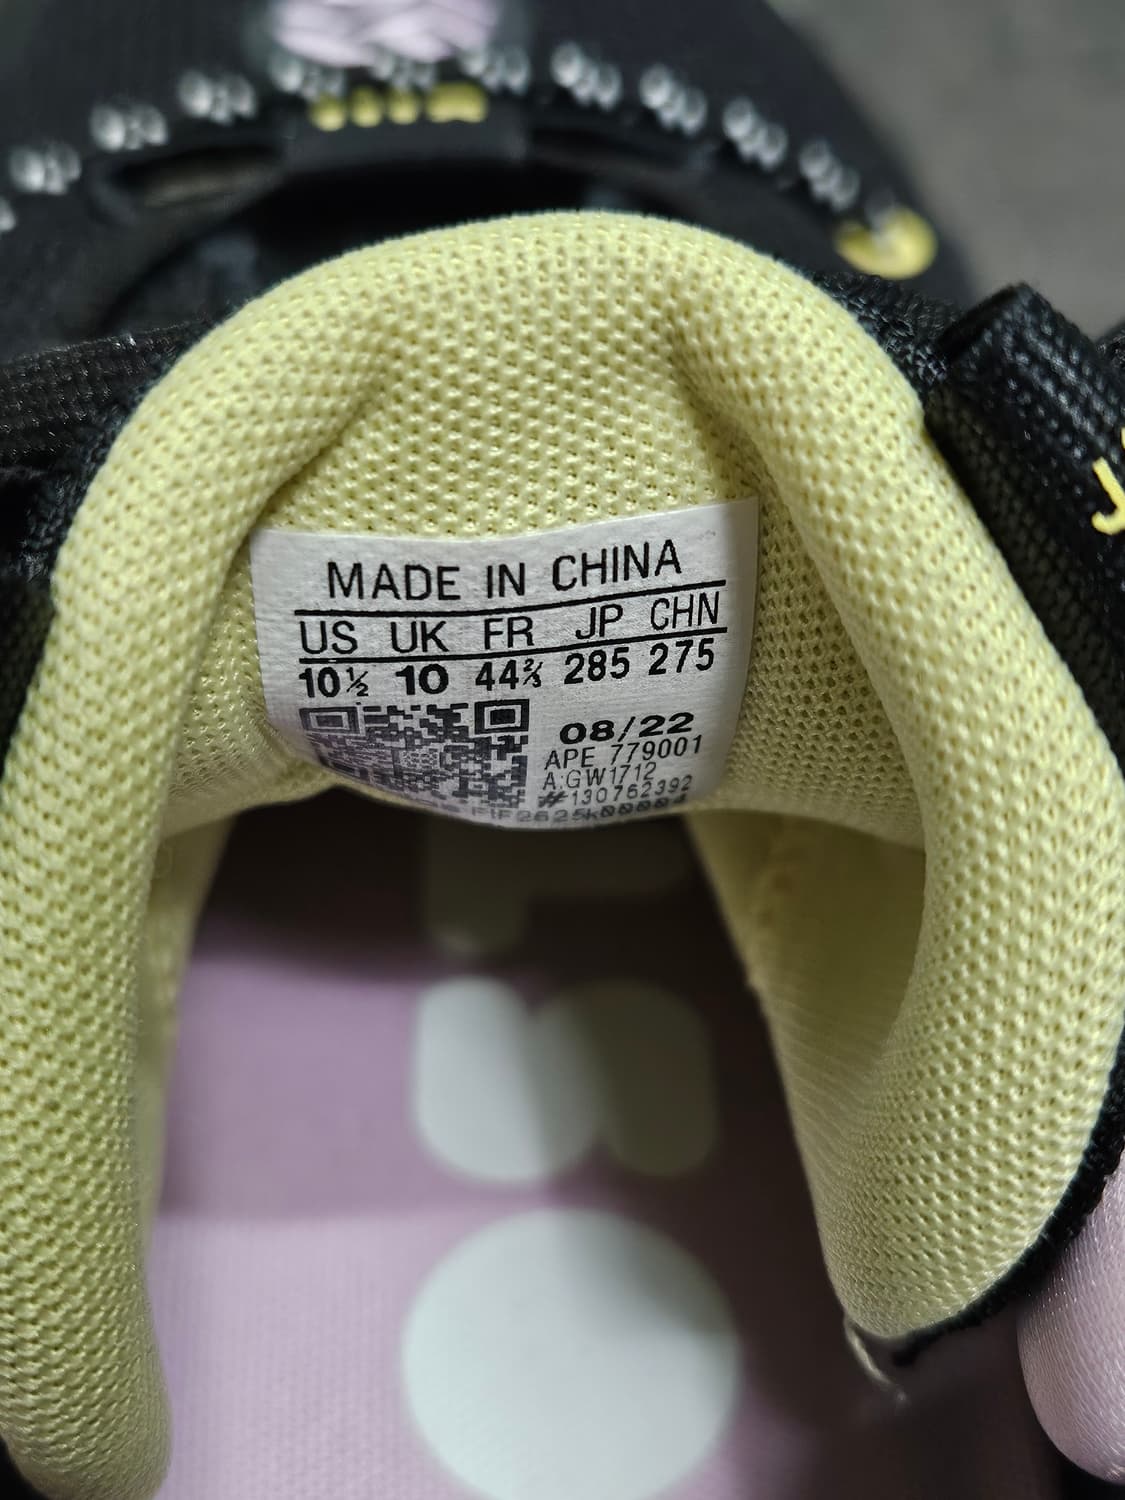 MADE IN CHINA
US UK FR JP CHN
10½ 10 44⅔ 285 275
08/22
APE 779001
A:GW1712
#130762392
J